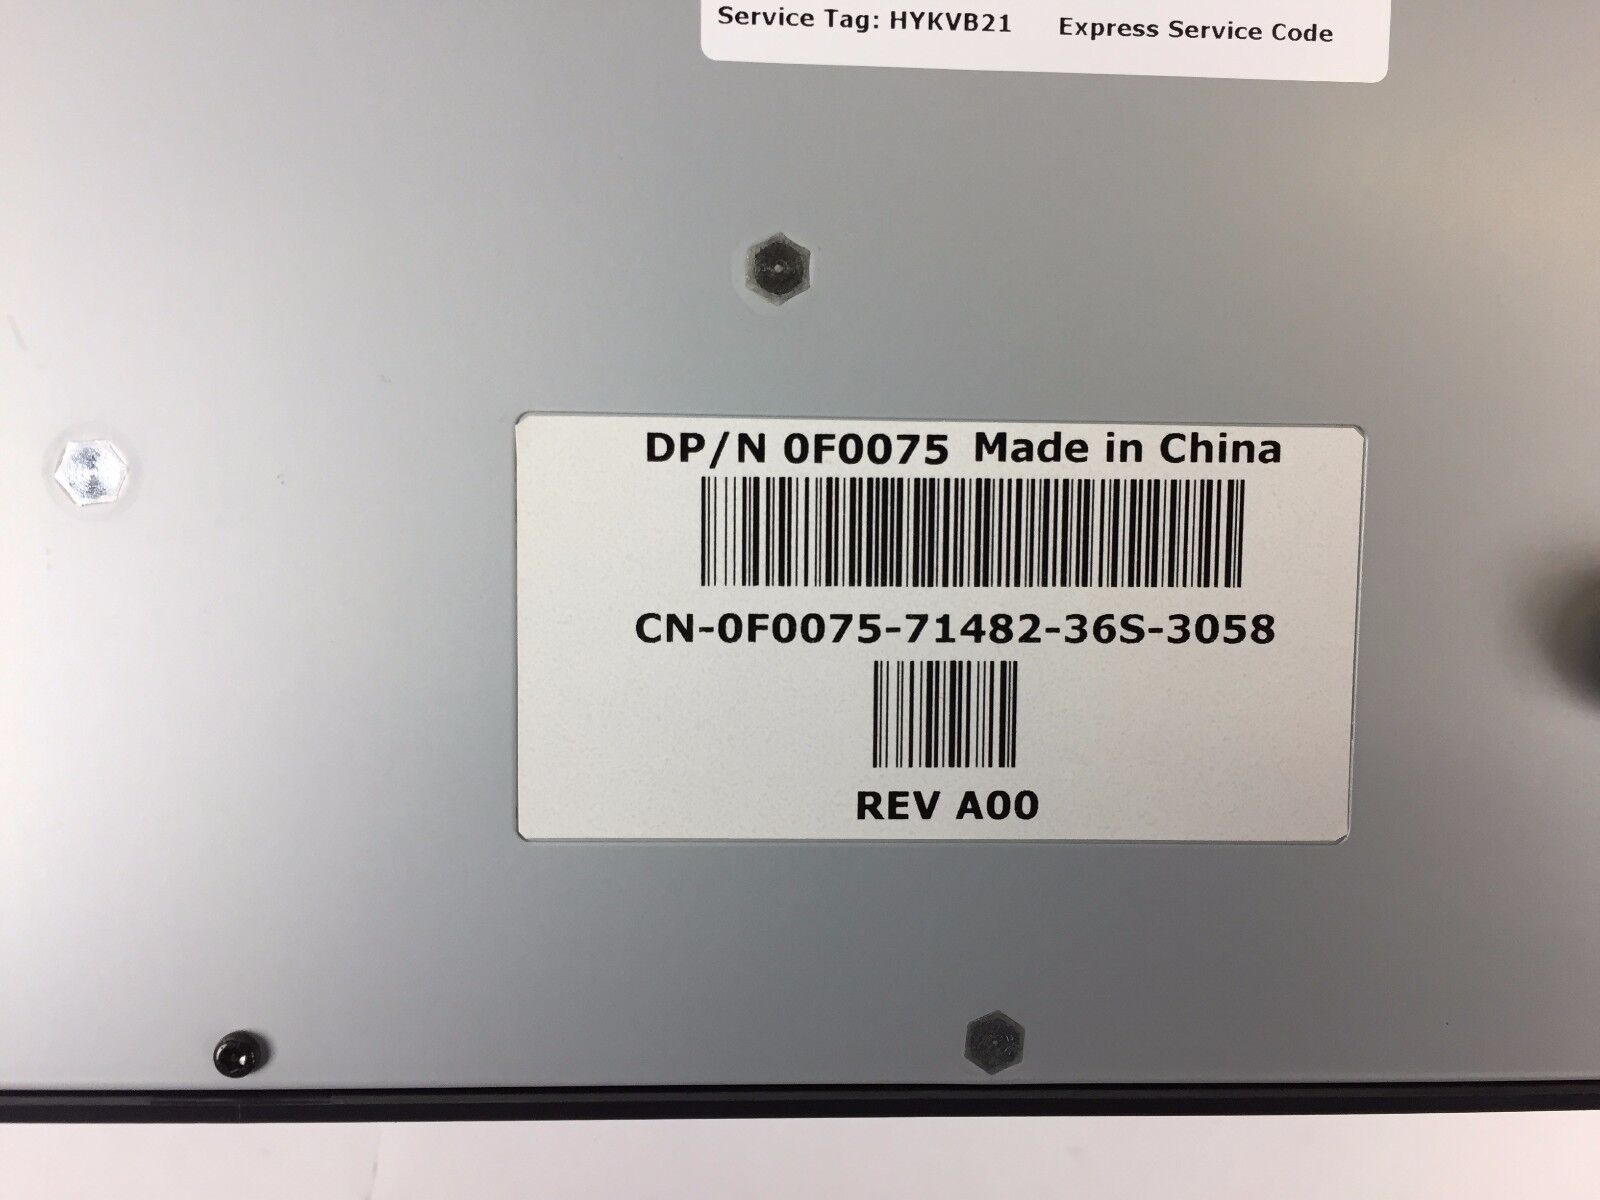 Service Tag: HYKVB21 Express Service Code
DP/N 0F0075 Made in China
CN-0F0075-71482-36S-3058
REV A00